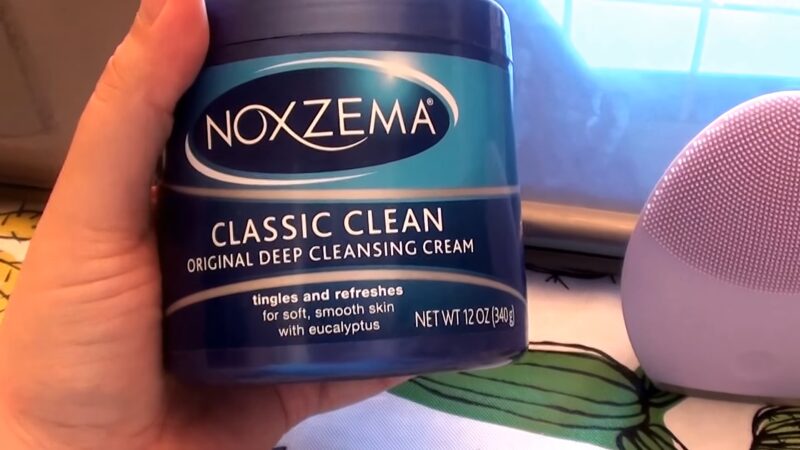 NOXZEMA®
CLASSIC CLEAN
ORIGINAL DEEP CLEANSING CREAM
tingles and refreshes
for soft, smooth skin
with eucalyptus
NET WT 12 OZ (340g)